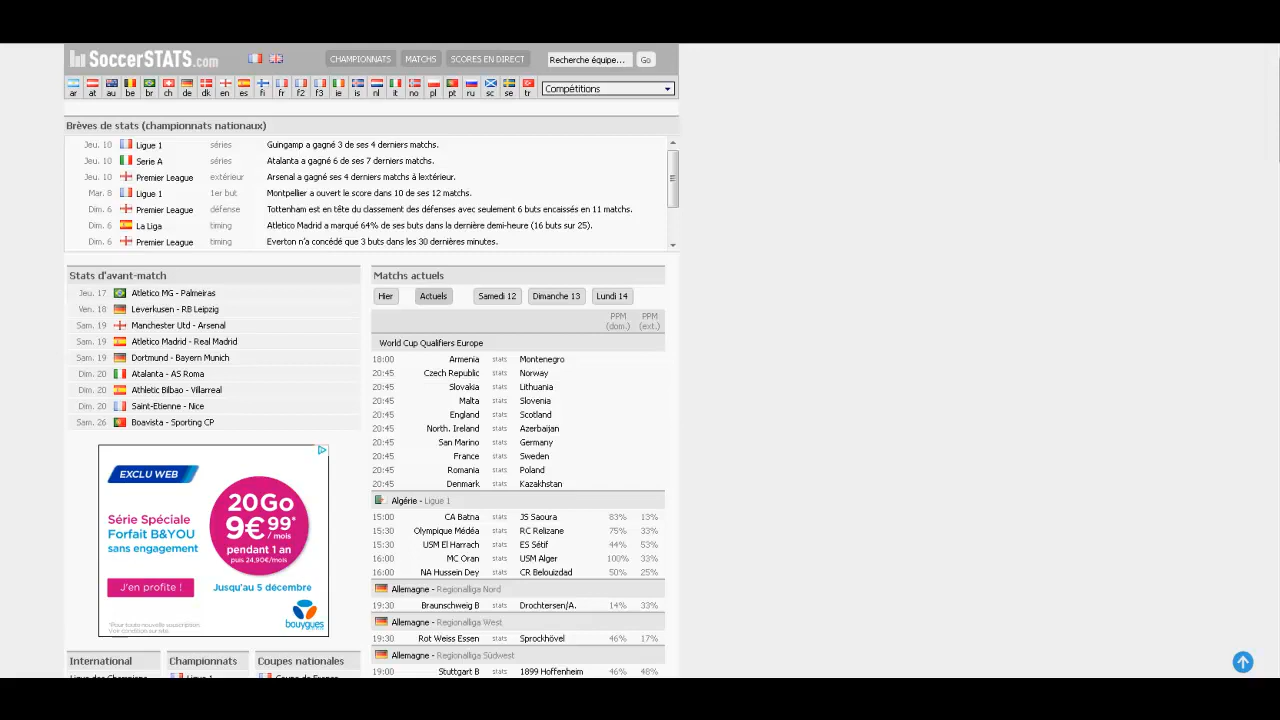 SoccerSTATS.com
CHAMPIONNATS MATCHS SCORES EN DIRECT Recherche équipe... Go
ar at au be br ch de dk en es fi fr f2 f3 ie is nl it no pl pt ru sc se tr Compétitions
Brèves de stats (championnats nationaux)
Jeu. 10 Ligue 1 séries Guingamp a gagné 3 de ses 4 derniers matchs.
Jeu. 10 Serie A séries Atalanta a gagné 6 de ses 7 derniers matchs.
Jeu. 10 Premier League extérieur Arsenal a gagné ses 4 derniers matchs à lextérieur.
Mar. 8 Ligue 1 1er but Montpellier a ouvert le score dans 10 de ses 12 matchs.
Dim. 6 Premier League défense Tottenham est en tête du classement des défenses avec seulement 6 buts encaissés en 11 matchs.
Dim. 6 La Liga timing Atletico Madrid a marqué 64% de ses buts dans la dernière demi-heure (16 buts sur 25).
Dim. 6 Premier League timing Everton n'a concédé que 3 buts dans les 30 dernières minutes.
Stats d'avant-match
Jeu. 17 Atletico MG - Palmeiras
Ven. 18 Leverkusen - RB Leipzig
Sam. 19 Manchester Utd - Arsenal
Sam. 19 Atletico Madrid - Real Madrid
Sam. 19 Dortmund - Bayern Munich
Dim. 20 Atalanta - AS Roma
Dim. 20 Athletic Bilbao - Villarreal
Dim. 20 Saint-Etienne - Nice
Sam. 26 Boavista - Sporting CP
EXCLU WEB
Série Spéciale
Forfait B&YOU
sans engagement
20Go
9€99*/mois
pendant 1 an
puis 24,90€/mois
J'en profite !
Jusqu'au 5 décembre
*Pour toute nouvelle souscription
Voir condition sur site.
bouygues
International Championnats Coupes nationales
Ligue des Champions Ligue 1 Coupe de France
Matchs actuels
Hier Actuels Samedi 12 Dimanche 13 Lundi 14
PPM PPM
(dom.) (ext.)
World Cup Qualifiers Europe
18:00 Armenia stats Montenegro
20:45 Czech Republic stats Norway
20:45 Slovakia stats Lithuania
20:45 Malta stats Slovenia
20:45 England stats Scotland
20:45 North. Ireland stats Azerbaijan
20:45 San Marino stats Germany
20:45 France stats Sweden
20:45 Romania stats Poland
20:45 Denmark stats Kazakhstan
Algérie - Ligue 1
15:00 CA Batna stats JS Saoura 83% 13%
15:30 Olympique Médéa stats RC Relizane 75% 33%
15:30 USM El Harrach stats ES Sétif 44% 53%
16:00 MC Oran stats USM Alger 100% 33%
16:00 NA Hussein Dey stats CR Belouizdad 50% 25%
Allemagne - Regionalliga Nord
19:30 Braunschweig B stats Drochtersen/A. 14% 33%
Allemagne - Regionalliga West
19:30 Rot Weiss Essen stats Sprockhövel 46% 17%
Allemagne - Regionalliga Südwest
19:00 Stuttgart B stats 1899 Hoffenheim 46% 48%